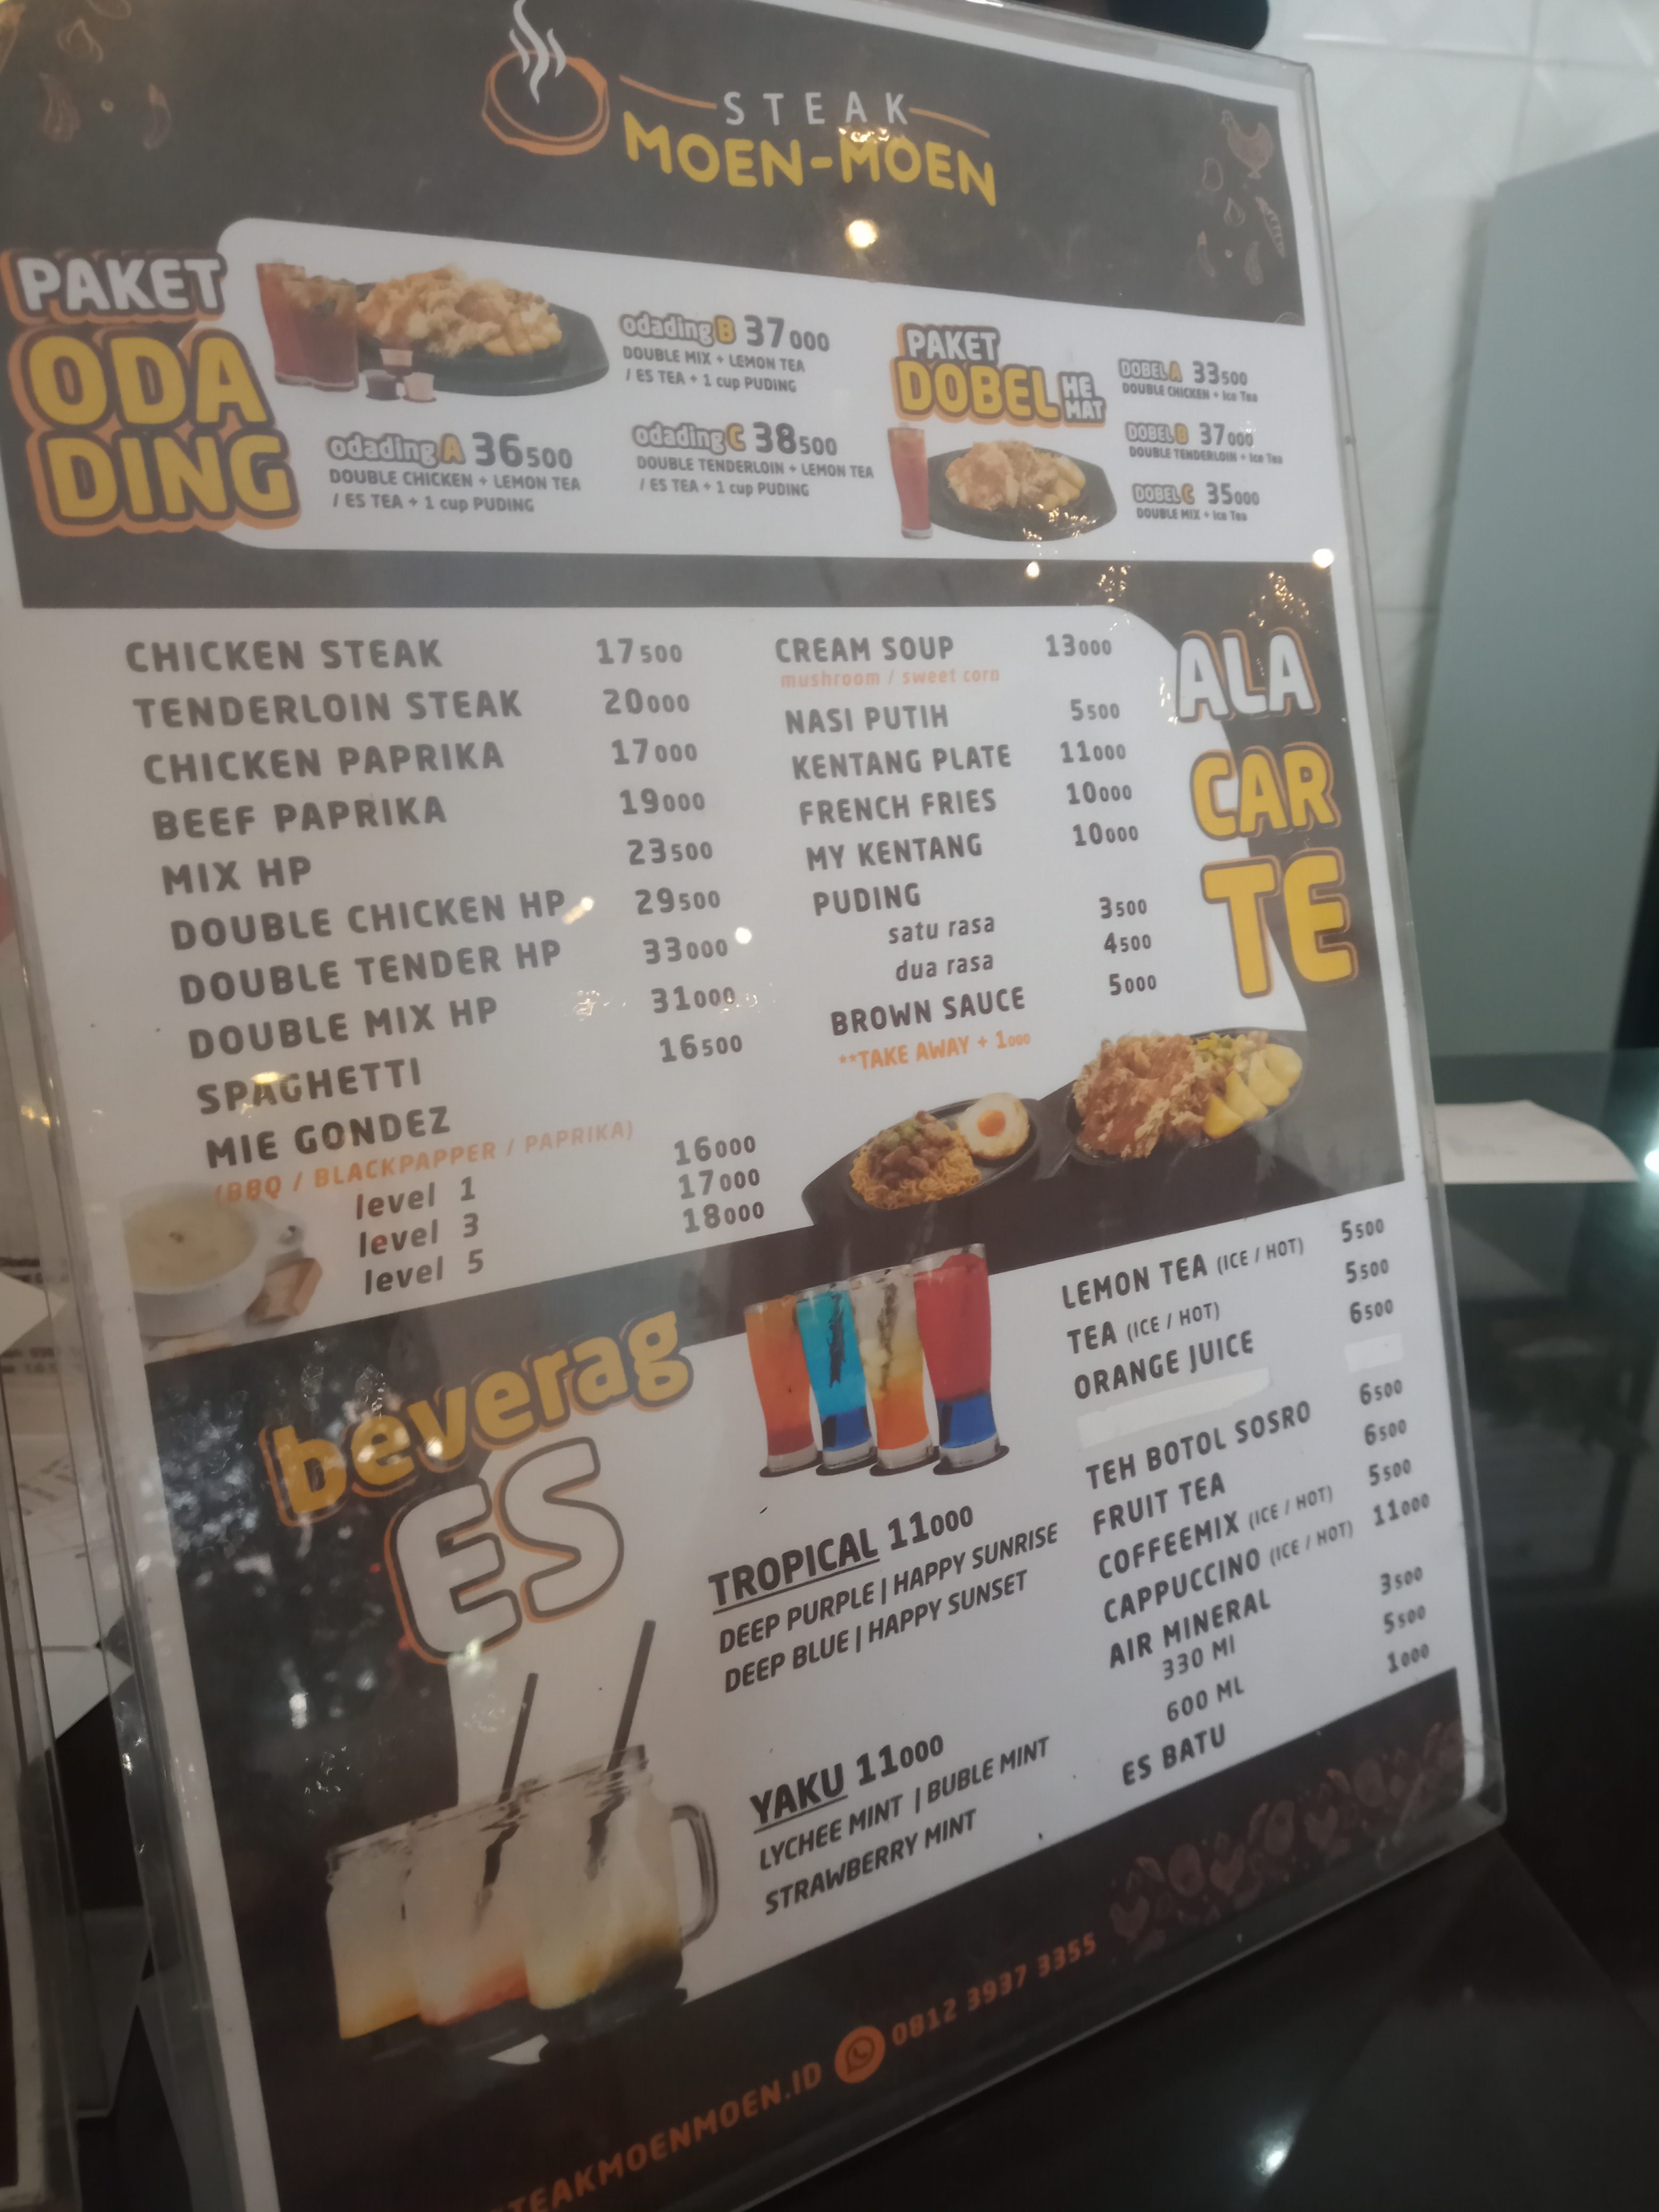 STEAK
MOEN-MOEN
PAKET
ODA
DING
odading A 36500
DOUBLE CHICKEN + LEMON TEA
/ ES TEA + 1 cup PUDING
odading B 37000
DOUBLE MIX + LEMON TEA
/ ES TEA + 1 cup PUDING
odading C 38500
DOUBLE TENDERLOIN + LEMON TEA
/ ES TEA + 1 cup PUDING
PAKET
DOBEL HE
MAT
DOBEL A 33500
DOUBLE CHICKEN + Ice Tea
DOBEL B 37000
DOUBLE TENDERLOIN + Ice Tea
DOBEL C 35000
DOUBLE MIX + Ice Tea
ALA
CAR
TE
CHICKEN STEAK 17500
TENDERLOIN STEAK 20000
CHICKEN PAPRIKA 17000
BEEF PAPRIKA 19000
MIX HP 23500
DOUBLE CHICKEN HP 29500
DOUBLE TENDER HP 33000
DOUBLE MIX HP 31000
SPAGHETTI 16500
MIE GONDEZ
(BBQ / BLACKPAPPER / PAPRIKA)
level 1 16000
level 3 17000
level 5 18000
CREAM SOUP 13000
mushroom / sweet corn
NASI PUTIH 5500
KENTANG PLATE 11000
FRENCH FRIES 10000
MY KENTANG 10000
PUDING
satu rasa 3500
dua rasa 4500
BROWN SAUCE 5000
**TAKE AWAY + 1000
beverag
ES
TROPICAL 11000
DEEP PURPLE | HAPPY SUNRISE
DEEP BLUE | HAPPY SUNSET
YAKU 11000
LYCHEE MINT | BUBLE MINT
STRAWBERRY MINT
LEMON TEA (ICE / HOT) 5500
TEA (ICE / HOT) 5500
ORANGE JUICE 6500
TEH BOTOL SOSRO 6500
FRUIT TEA 6500
COFFEEMIX (ICE / HOT) 5500
CAPPUCCINO (ICE / HOT) 11000
AIR MINERAL
330 Ml 3500
600 ML 5500
ES BATU 1000
STEAKMOENMOEN.ID 0812 3937 3355